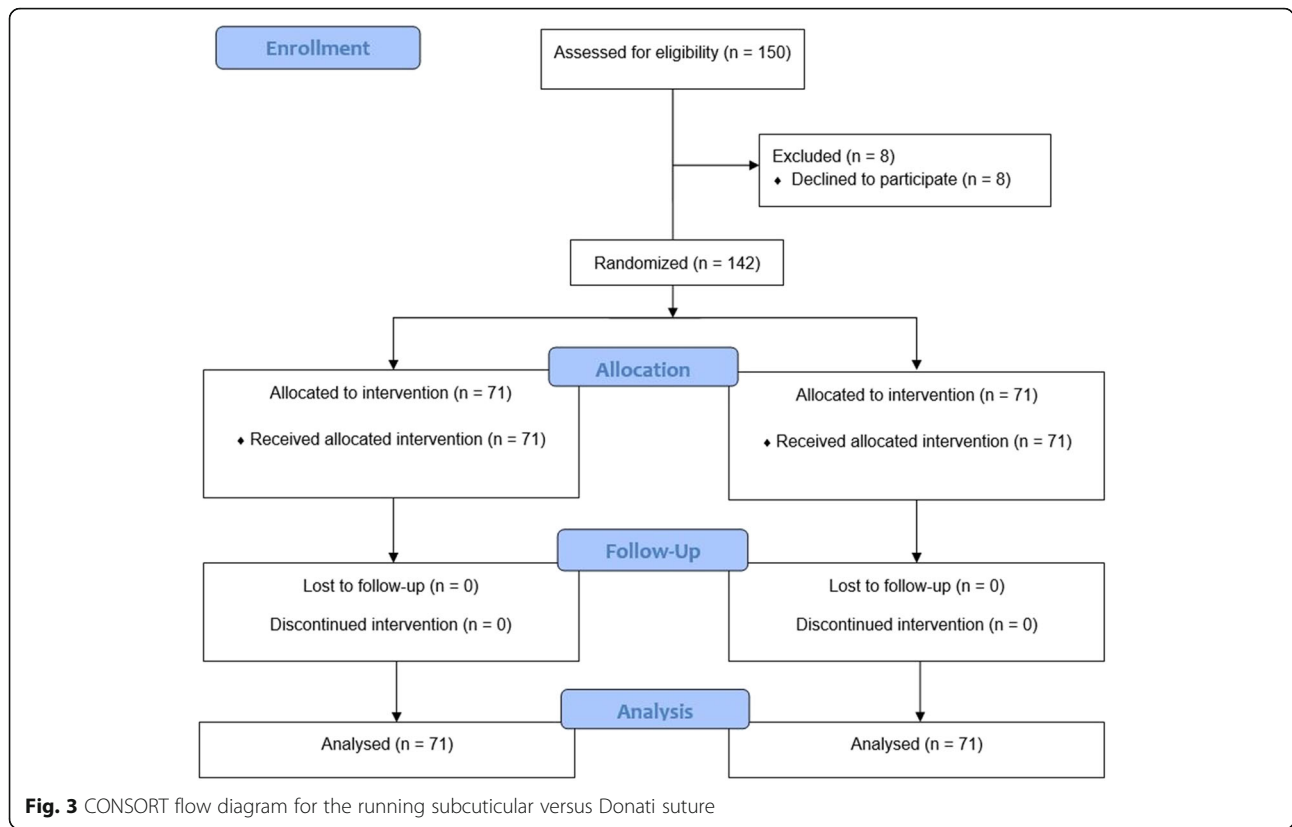 Enrollment
Assessed for eligibility (n = 150)
Excluded (n = 8)
♦ Declined to participate (n = 8)
Randomized (n = 142)
Allocation
Allocated to intervention (n = 71)
♦ Received allocated intervention (n = 71)
Allocated to intervention (n = 71)
♦ Received allocated intervention (n = 71)
Follow-Up
Lost to follow-up (n = 0)
Discontinued intervention (n = 0)
Lost to follow-up (n = 0)
Discontinued intervention (n = 0)
Analysis
Analysed (n = 71)
Analysed (n = 71)
Fig. 3 CONSORT flow diagram for the running subcuticular versus Donati suture